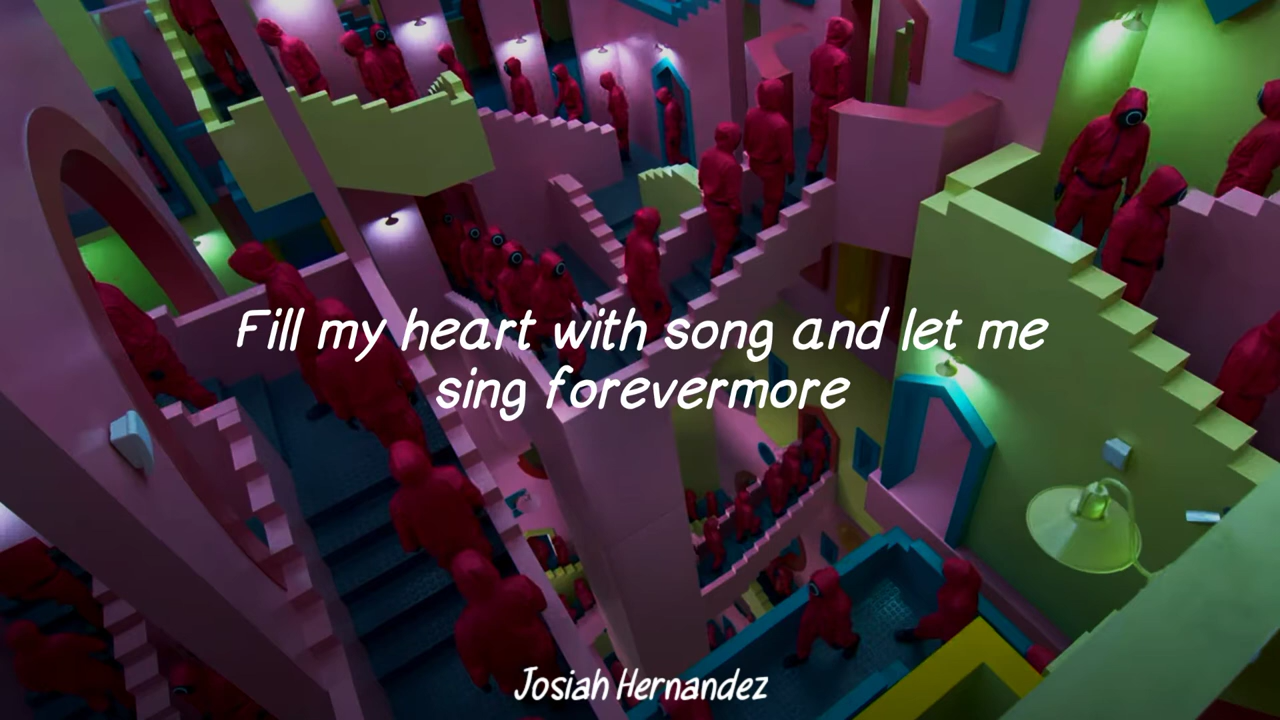 Fill my heart with song and let me
sing forevermore
Josiah Hernandez